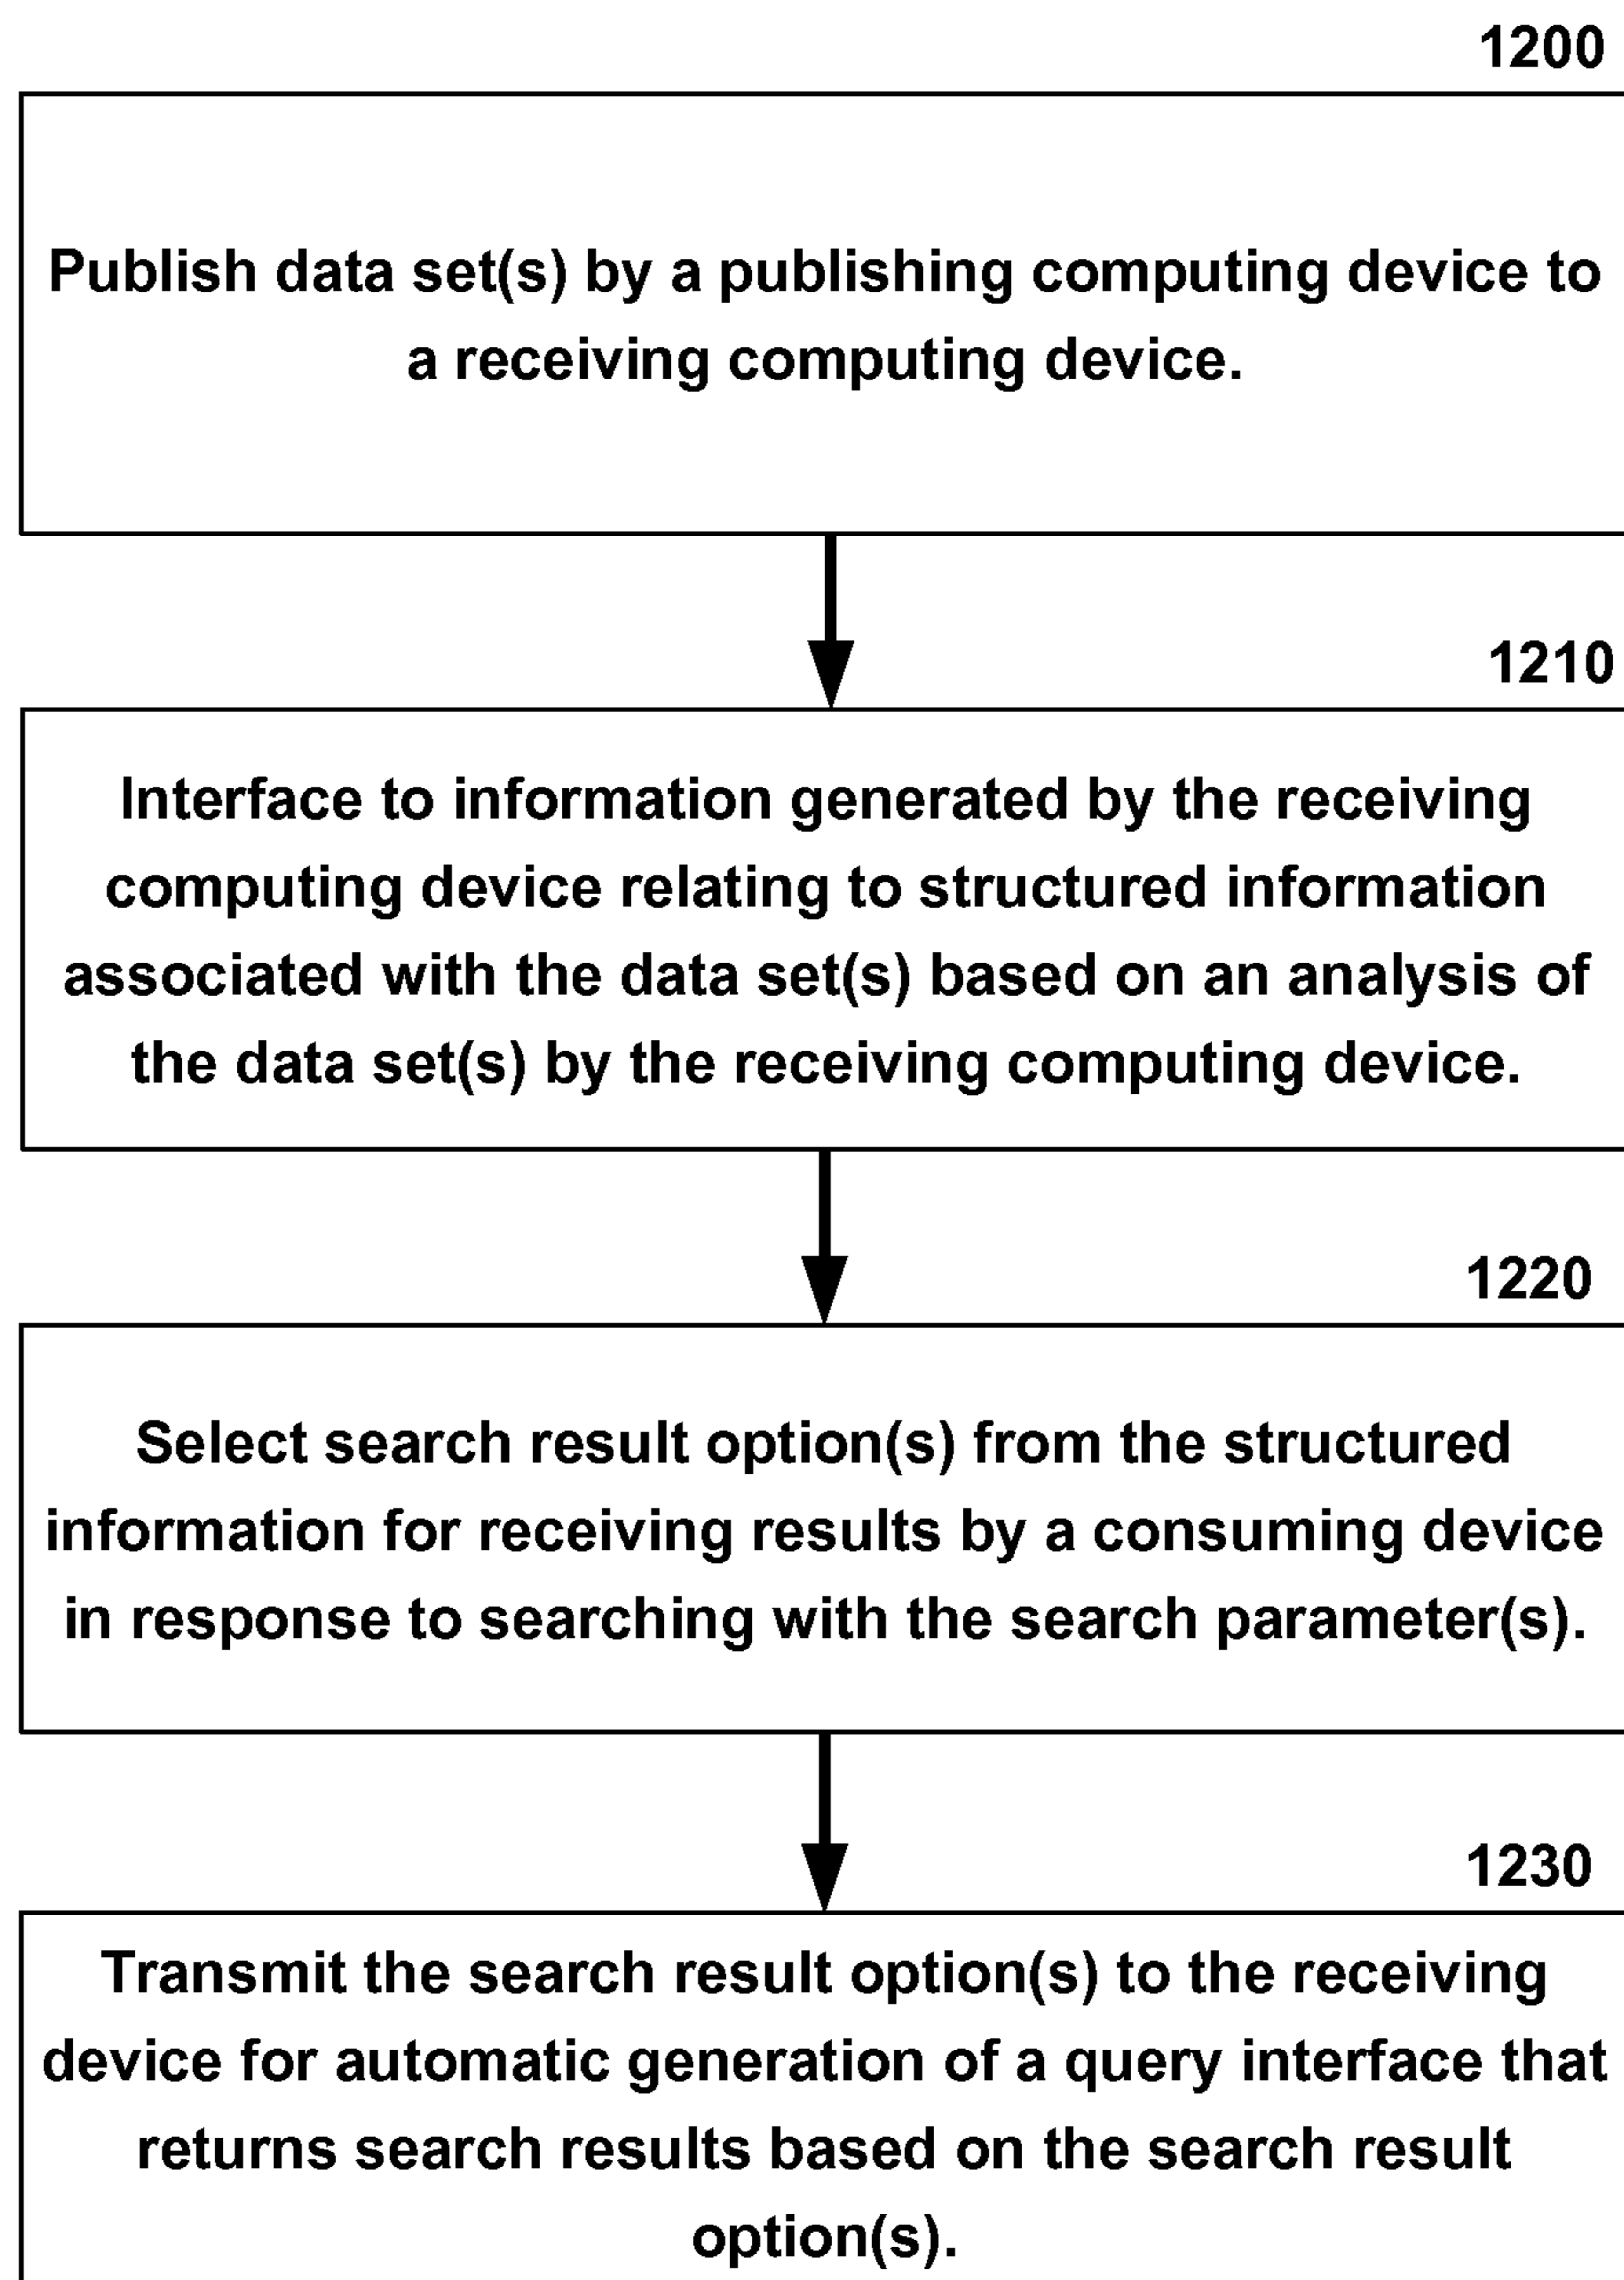 1200
Publish data set(s) by a publishing computing device to
a receiving computing device.
1210
Interface to information generated by the receiving
computing device relating to structured information
associated with the data set(s) based on an analysis of
the data set(s) by the receiving computing device.
1220
Select search result option(s) from the structured
information for receiving results by a consuming device
in response to searching with the search parameter(s).
1230
Transmit the search result option(s) to the receiving
device for automatic generation of a query interface that
returns search results based on the search result
option(s).